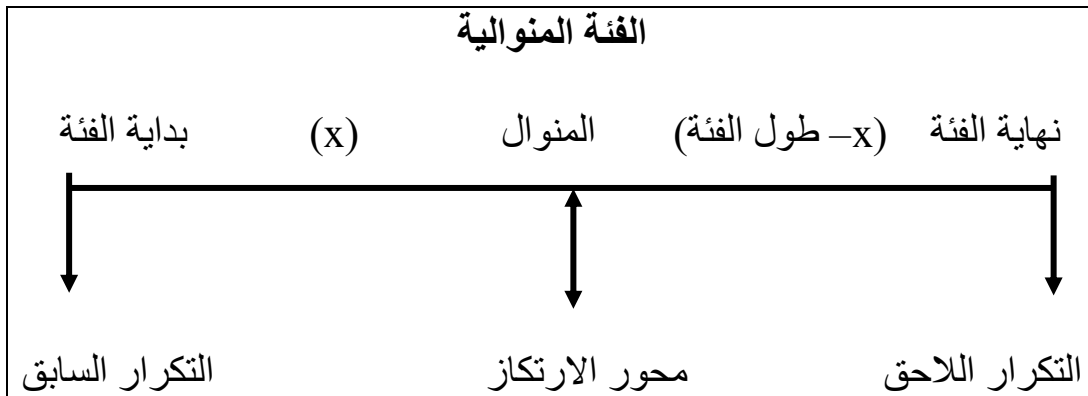 الفئة المنوالية
نهاية الفئة (x– طول الفئة) المنوال (x) بداية الفئة
التكرار اللاحق محور الارتكاز التكرار السابق